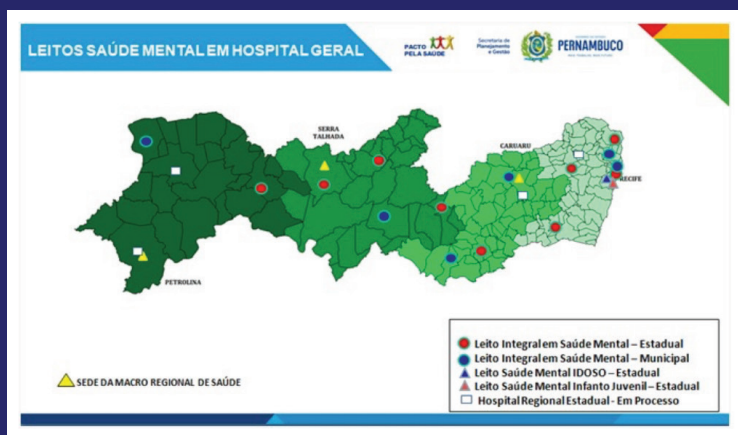 LEITOS SAÚDE MENTAL EM HOSPITAL GERAL
PACTO
PELA SAÚDE
Secretaria de
Planejamento
e Gestão
PERNAMBUCO
SERRA
TALHADA
CARUARU
RECIFE
PETROLINA
SEDE DA MACRO REGIONAL DE SAÚDE
Leito Integral em Saúde Mental – Estadual
Leito Integral em Saúde Mental – Municipal
Leito Saúde Mental IDOSO – Estadual
Leito Saúde Mental Infanto Juvenil – Estadual
Hospital Regional Estadual - Em Processo